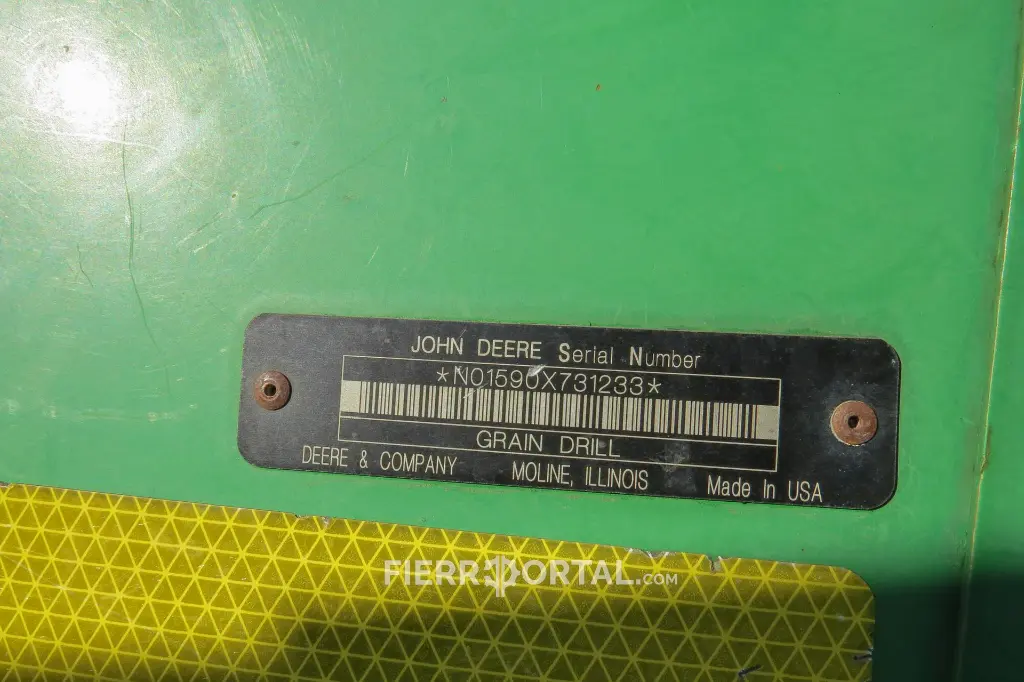 JOHN DEERE Serial Number
*N01590X731233*
GRAIN DRILL
DEERE & COMPANY MOLINE, ILLINOIS Made In USA
FIERROPORTAL.COM